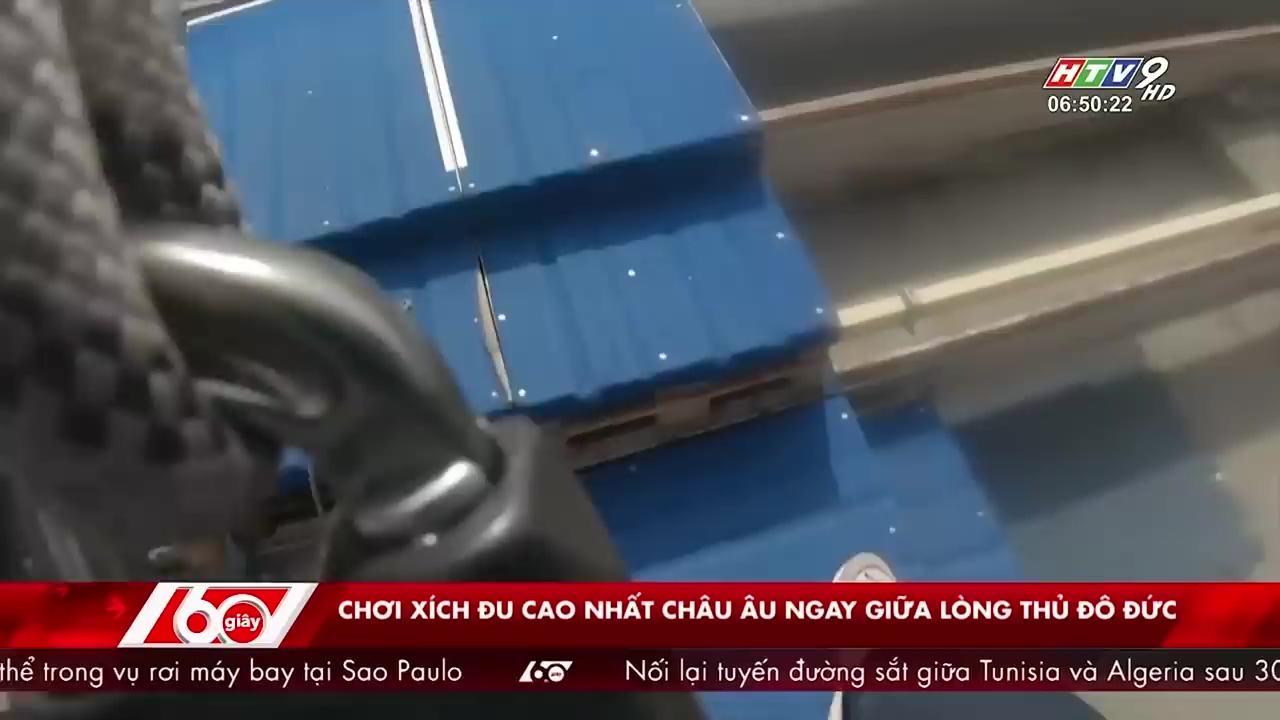 HTV9
HD
06:50:22
60 giây
CHƠI XÍCH ĐU CAO NHẤT CHÂU ÂU NGAY GIỮA LÒNG THỦ ĐÔ ĐỨC
thể trong vụ rơi máy bay tại Sao Paulo 60 giây Nối lại tuyến đường sắt giữa Tunisia và Algeria sau 30